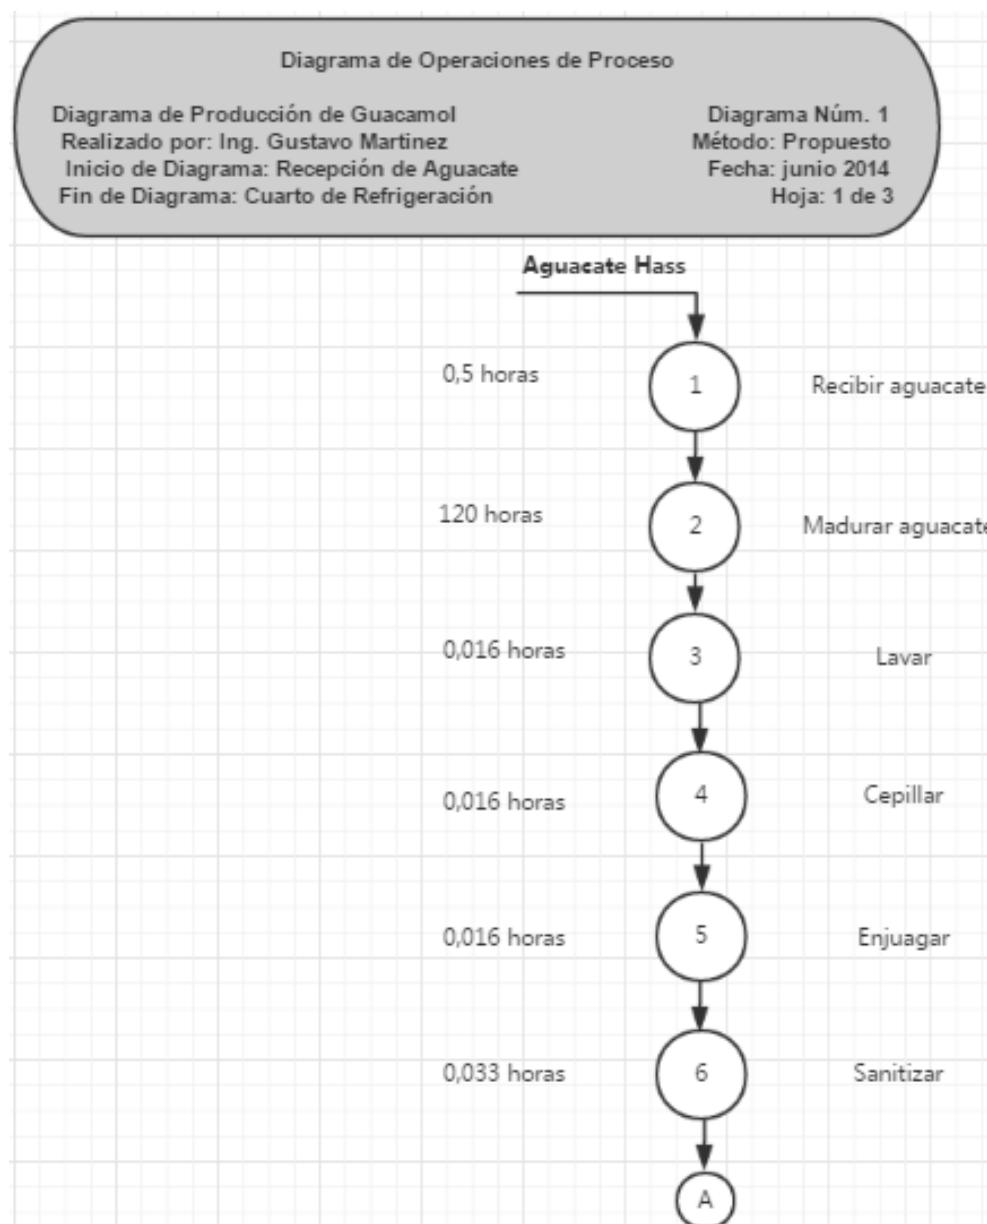 Diagrama de Operaciones de Proceso
Diagrama de Producción de Guacamol
Diagrama Núm. 1
Realizado por: Ing. Gustavo Martinez
Método: Propuesto
Inicio de Diagrama: Recepción de Aguacate
Fecha: junio 2014
Fin de Diagrama: Cuarto de Refrigeración
Hoja: 1 de 3
Aguacate Hass
0,5 horas
1
Recibir aguacate
120 horas
2
Madurar aguacate
0,016 horas
3
Lavar
0,016 horas
4
Cepillar
0,016 horas
5
Enjuagar
0,033 horas
6
Sanitizar
A